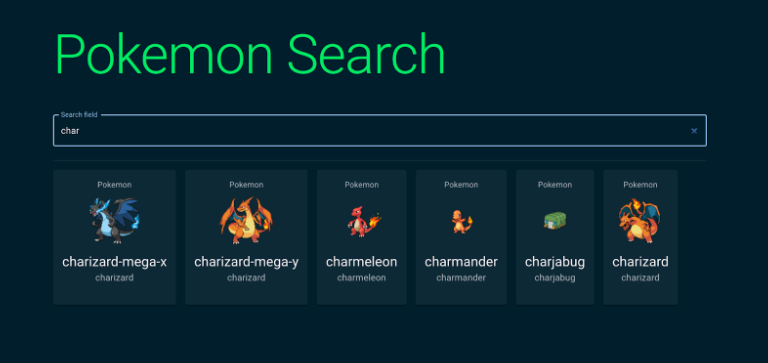 Pokemon Search
Search field
char
Pokemon
charizard-mega-x
charizard
Pokemon
charizard-mega-y
charizard
Pokemon
charmeleon
charmeleon
Pokemon
charmander
charmander
Pokemon
charjabug
charjabug
Pokemon
charizard
charizard